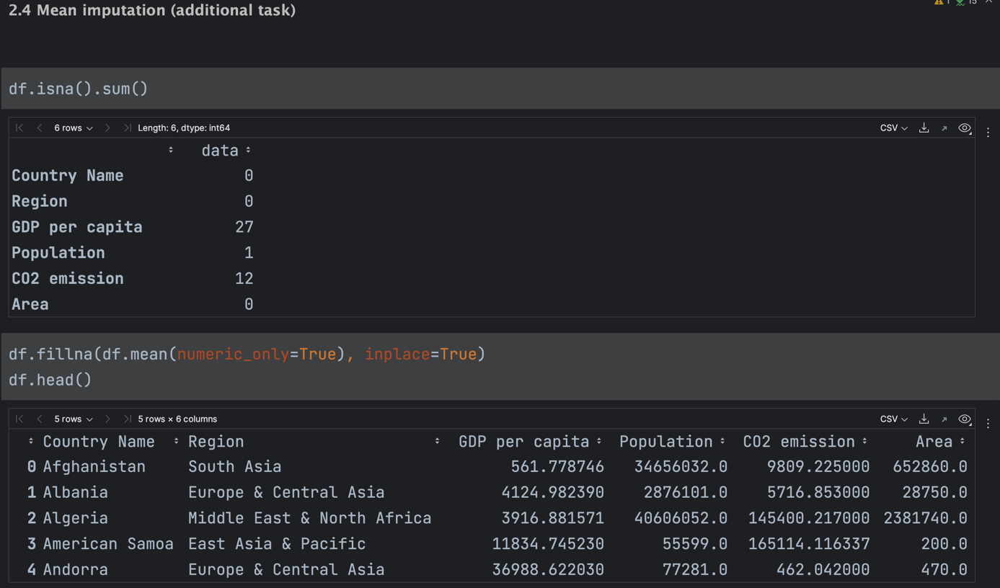 2.4 Mean imputation (additional task)
1 15
df.isna().sum()
6 rows Length: 6, dtype: int64 CSV
data
Country Name 0
Region 0
GDP per capita 27
Population 1
CO2 emission 12
Area 0
df.fillna(df.mean(numeric_only=True), inplace=True)
df.head()
5 rows 5 rows × 6 columns CSV
Country Name Region GDP per capita Population CO2 emission Area
0 Afghanistan South Asia 561.778746 34656032.0 9809.225000 652860.0
1 Albania Europe & Central Asia 4124.982390 2876101.0 5716.853000 28750.0
2 Algeria Middle East & North Africa 3916.881571 40606052.0 145400.217000 2381740.0
3 American Samoa East Asia & Pacific 11834.745230 55599.0 165114.116337 200.0
4 Andorra Europe & Central Asia 36988.622030 77281.0 462.042000 470.0